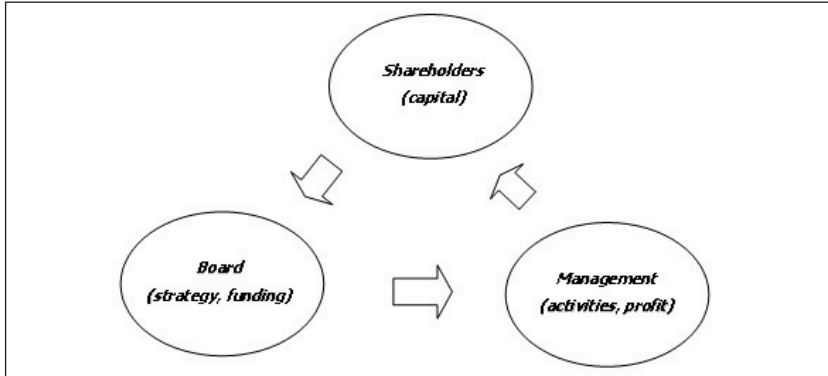 Shareholders
(capital)
Board
(strategy, funding)
Management
(activities, profit)